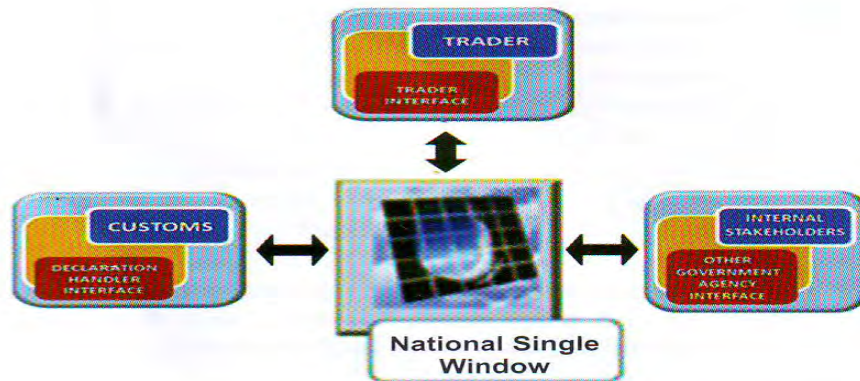 TRADER
TRADER
INTERFACE
CUSTOMS
DECLARATION
HANDLER
INTERFACE
INTERNAL
STAKEHOLDERS
OTHER
GOVERNMENT
AGENCY
INTERFACE
National Single
Window